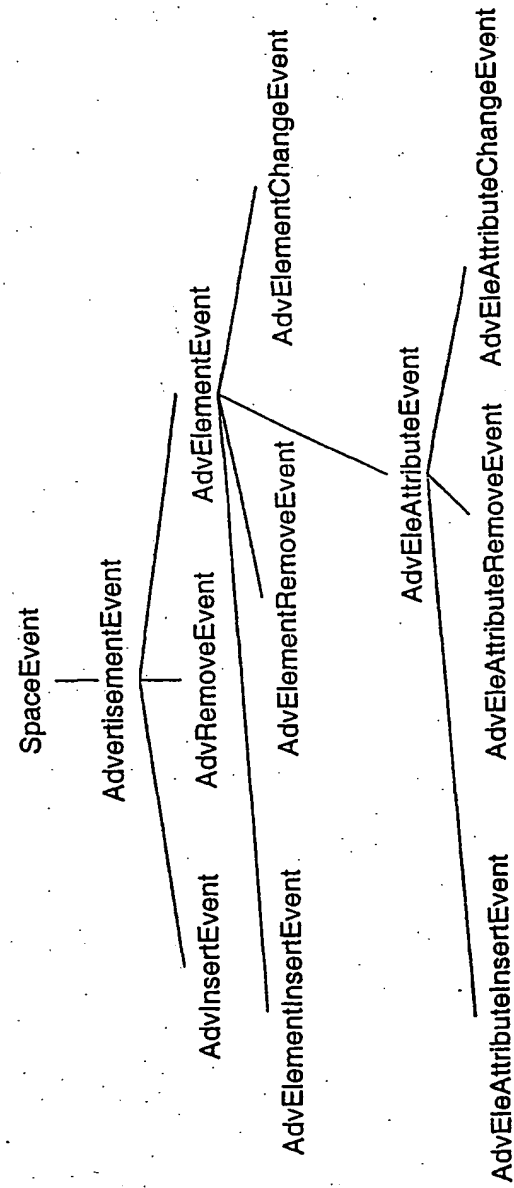 SpaceEvent
AdvertisementEvent
AdvInsertEvent AdvRemoveEvent AdvElementEvent
AdvElementInsertEvent AdvElementRemoveEvent AdvElementChangeEvent
AdvEleAttributeEvent
AdvEleAttributeInsertEvent AdvEleAttributeRemoveEvent AdvEleAttributeChangeEvent